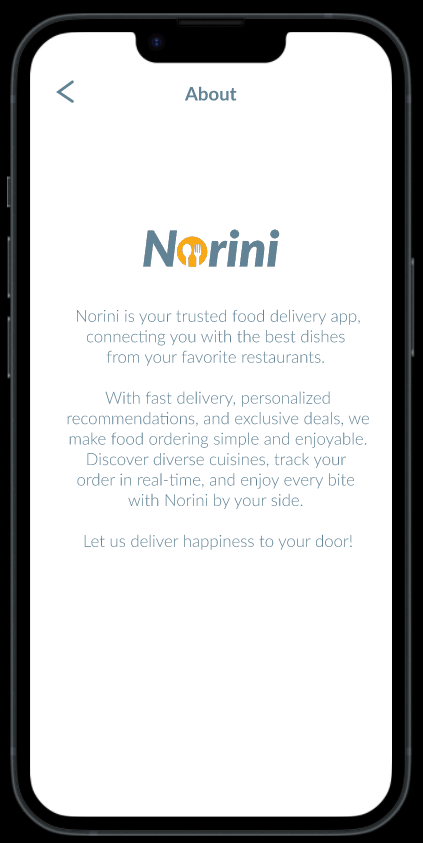 About
Norini
Norini is your trusted food delivery app,
connecting you with the best dishes
from your favorite restaurants.
With fast delivery, personalized
recommendations, and exclusive deals, we
make food ordering simple and enjoyable.
Discover diverse cuisines, track your
order in real-time, and enjoy every bite
with Norini by your side.
Let us deliver happiness to your door!